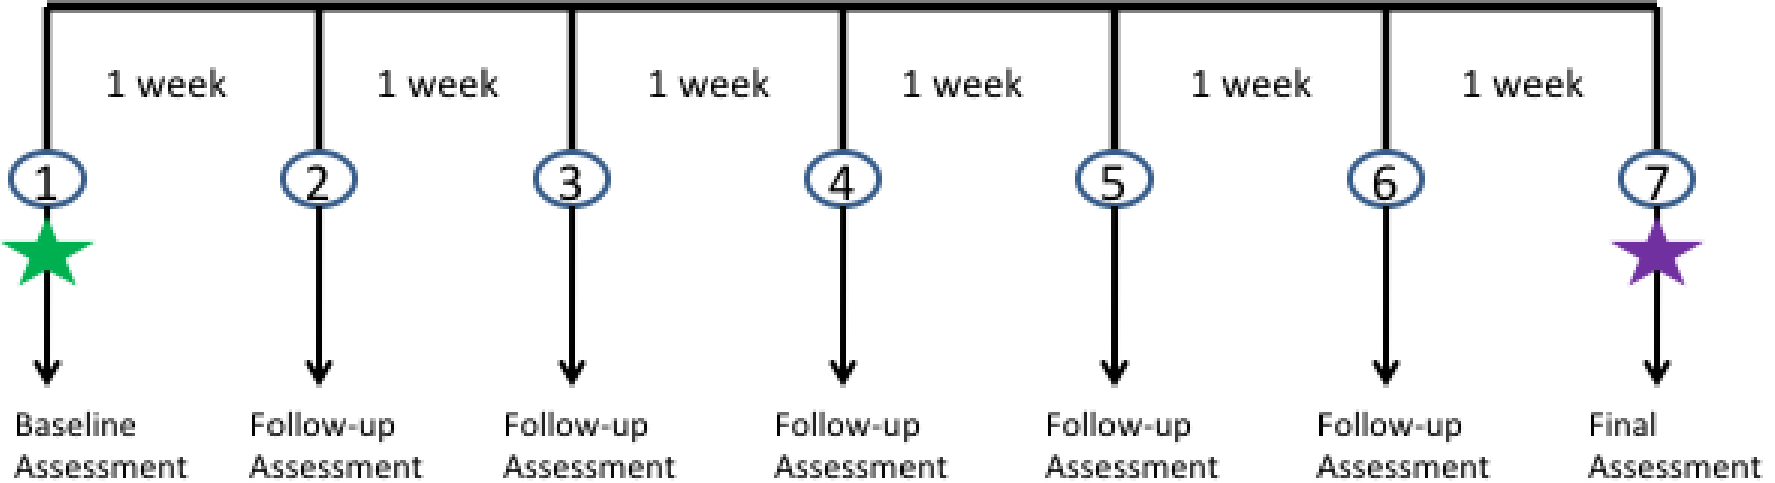 1 week 1 week 1 week 1 week 1 week 1 week
1 2 3 4 5 6 7
Baseline Follow-up Follow-up Follow-up Follow-up Follow-up Final
Assessment Assessment Assessment Assessment Assessment Assessment Assessment